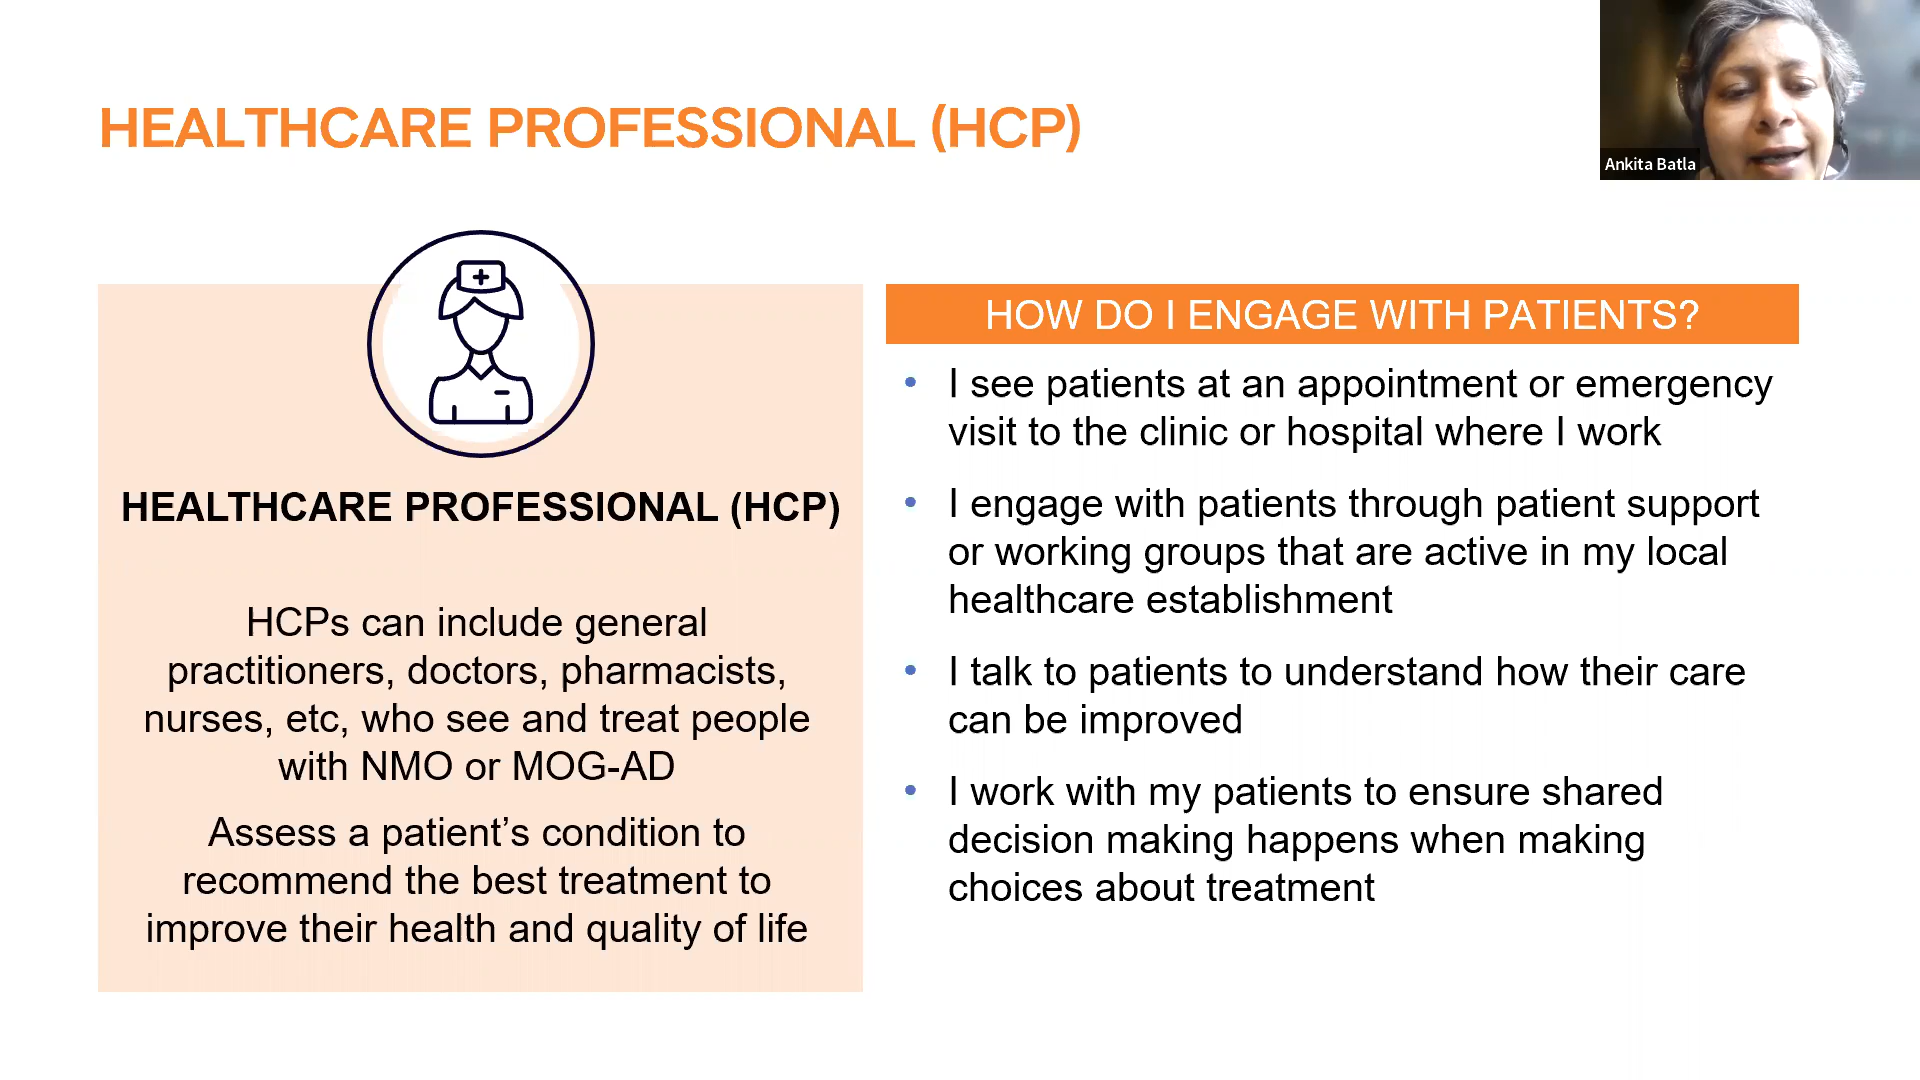 HEALTHCARE PROFESSIONAL (HCP)
Ankita Batla
HEALTHCARE PROFESSIONAL (HCP)
HCPs can include general
practitioners, doctors, pharmacists,
nurses, etc, who see and treat people
with NMO or MOG-AD
Assess a patient’s condition to
recommend the best treatment to
improve their health and quality of life
HOW DO I ENGAGE WITH PATIENTS?
• I see patients at an appointment or emergency
visit to the clinic or hospital where I work
• I engage with patients through patient support
or working groups that are active in my local
healthcare establishment
• I talk to patients to understand how their care
can be improved
• I work with my patients to ensure shared
decision making happens when making
choices about treatment